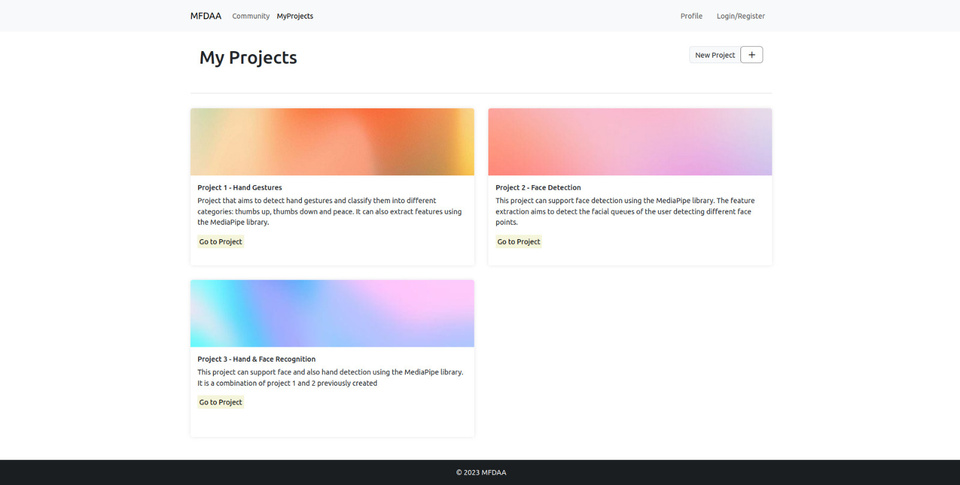 MFDAA Community MyProjects Profile Login/Register
My Projects
New Project +
Project 1 - Hand Gestures
Project that aims to detect hand gestures and classify them into different
categories: thumbs up, thumbs down and peace. It can also extract features using
the MediaPipe library.
Go to Project
Project 2 - Face Detection
This project can support face detection using the MediaPipe library. The feature
extraction aims to detect the facial queues of the user detecting different face
points.
Go to Project
Project 3 - Hand & Face Recognition
This project can support face and also hand detection using the MediaPipe library.
It is a combination of project 1 and 2 previously created
Go to Project
© 2023 MFDAA